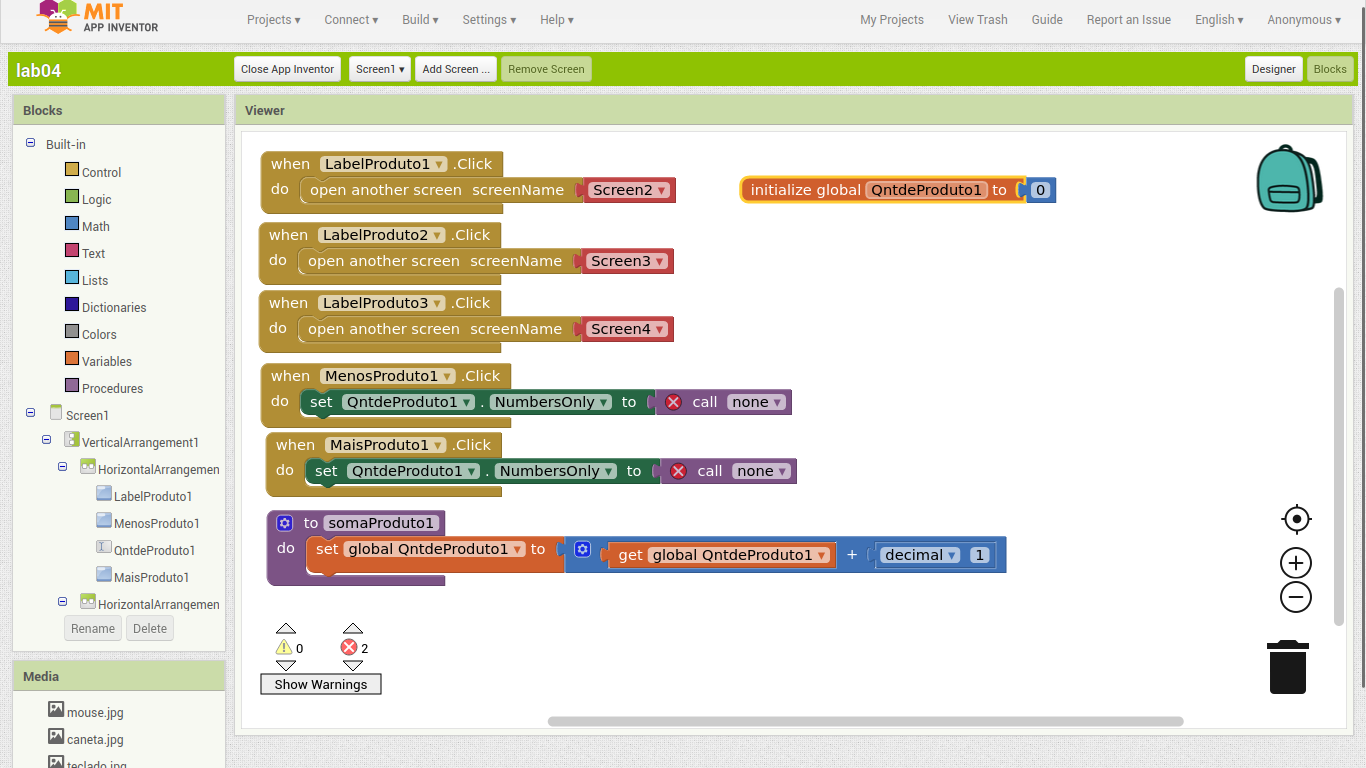 MIT
APP INVENTOR
Projects ▾ Connect ▾ Build ▾ Settings ▾ Help ▾ My Projects View Trash Guide Report an Issue English ▾ Anonymous ▾
lab04 Close App Inventor Screen1 ▾ Add Screen ... Remove Screen Designer Blocks
Blocks
Built-in
Control
Logic
Math
Text
Lists
Dictionaries
Colors
Variables
Procedures
Screen1
VerticalArrangement1
HorizontalArrangemen
LabelProduto1
MenosProduto1
QntdeProduto1
MaisProduto1
HorizontalArrangemen
Rename Delete
Media
mouse.jpg
caneta.jpg
teclado.jpg
Viewer
when LabelProduto1 ▾ .Click
do open another screen screenName Screen2 ▾
initialize global QntdeProduto1 to 0
when LabelProduto2 ▾ .Click
do open another screen screenName Screen3 ▾
when LabelProduto3 ▾ .Click
do open another screen screenName Screen4 ▾
when MenosProduto1 ▾ .Click
do set QntdeProduto1 ▾ . NumbersOnly ▾ to call none ▾
when MaisProduto1 ▾ .Click
do set QntdeProduto1 ▾ . NumbersOnly ▾ to call none ▾
to somaProduto1
do set global QntdeProduto1 ▾ to get global QntdeProduto1 ▾ + decimal ▾ 1
0 2
Show Warnings